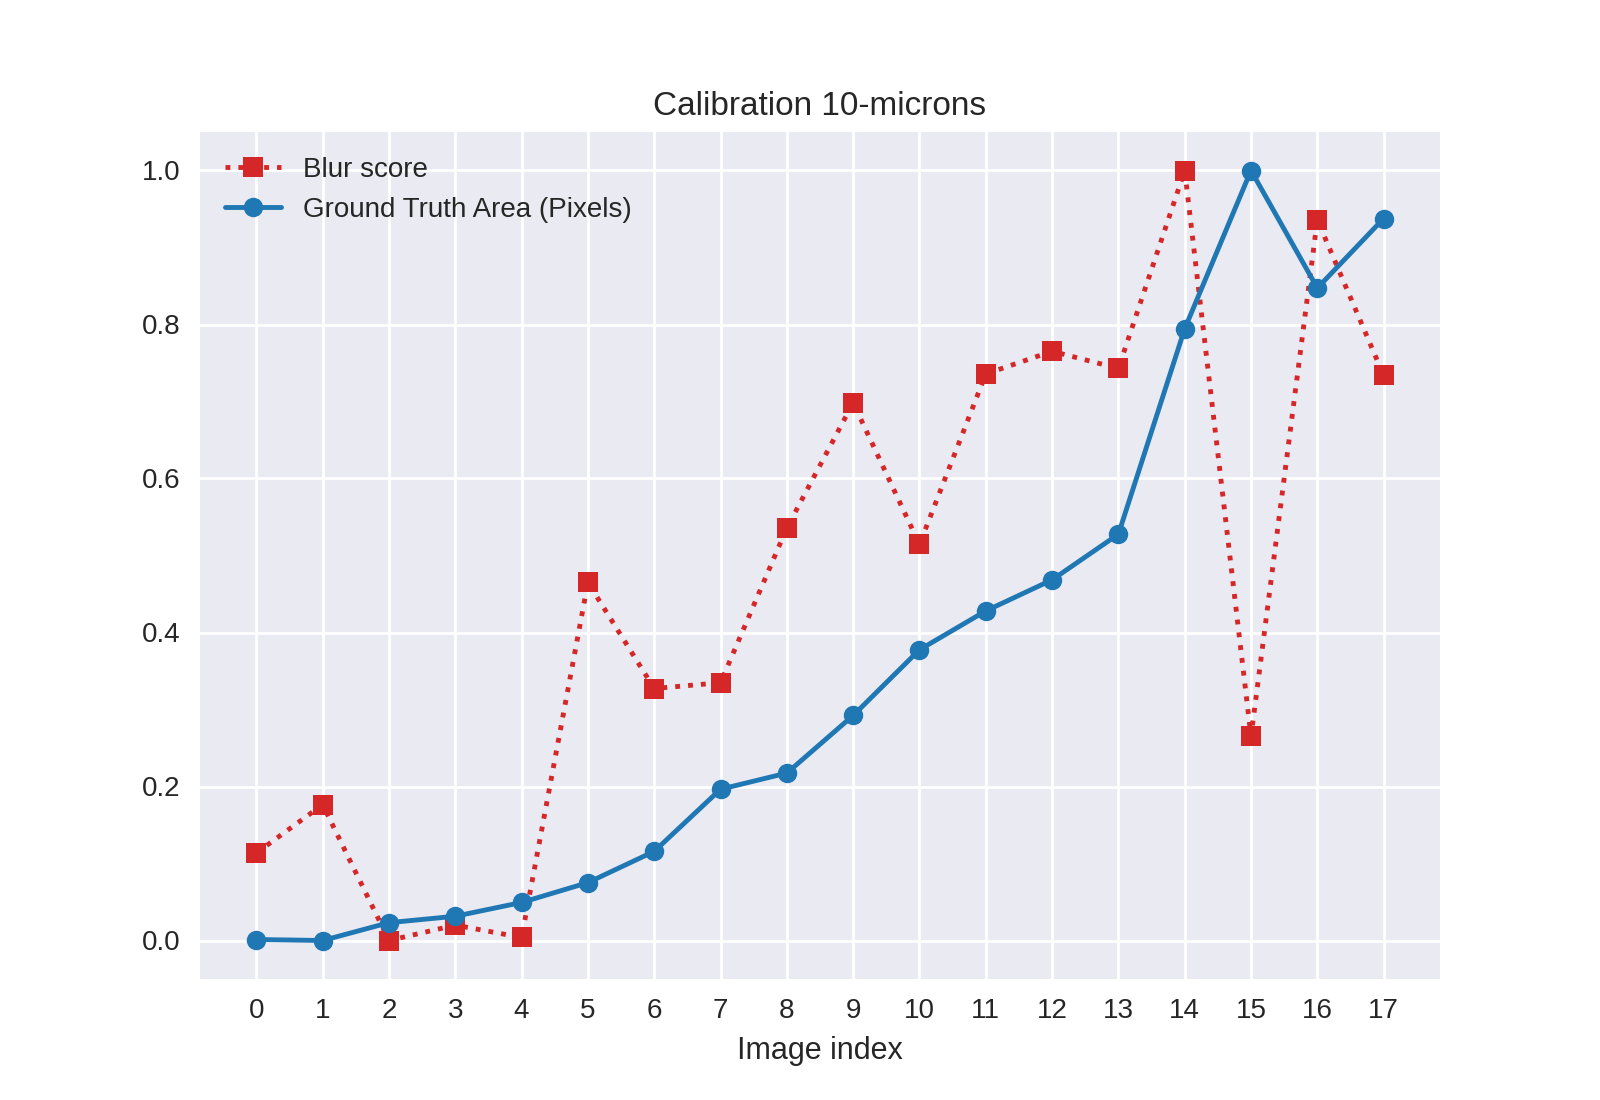 Calibration 10-microns
Blur score
Ground Truth Area (Pixels)
1.0
0.8
0.6
0.4
0.2
0.0
0 1 2 3 4 5 6 7 8 9 10 11 12 13 14 15 16 17
Image index